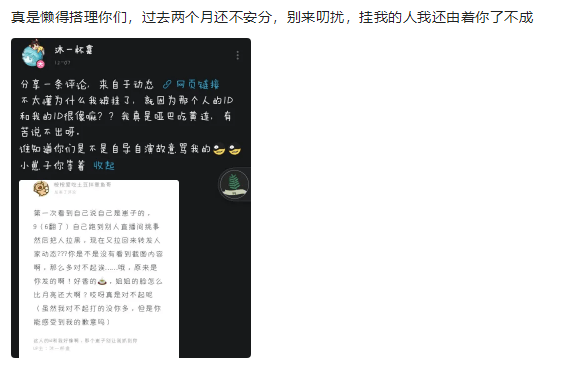 真是懒得搭理你们，过去两个月还不安分，别来叨扰，挂我的人我还由着你了不成
冰一杯雲
12-07
分享一条评论，来自于动态 网页链接
不太懂为什么我被挂了，就因为那个人的ID
和我的ID很像嘛？？我真是哑巴吃黄连，有
苦说不出呀。
谁知道你们是不是自导自演故意骂我的
小崽子你等着 收起
第一次看到自己说自己是崽子的，
9（6翻了）自己跑到别人直播间挑事
然后把人拉黑，现在又拉回来转发人
家动态???你是不是没有看到截图内容
啊，那么多对不起诶......哦，原来是
你发的啊！好香的，姐姐的脸怎么
比月亮还大啊？哎呀真是对不起呢
（虽然我对不起打的没你多，但是你
能感受到我的歉意吗）